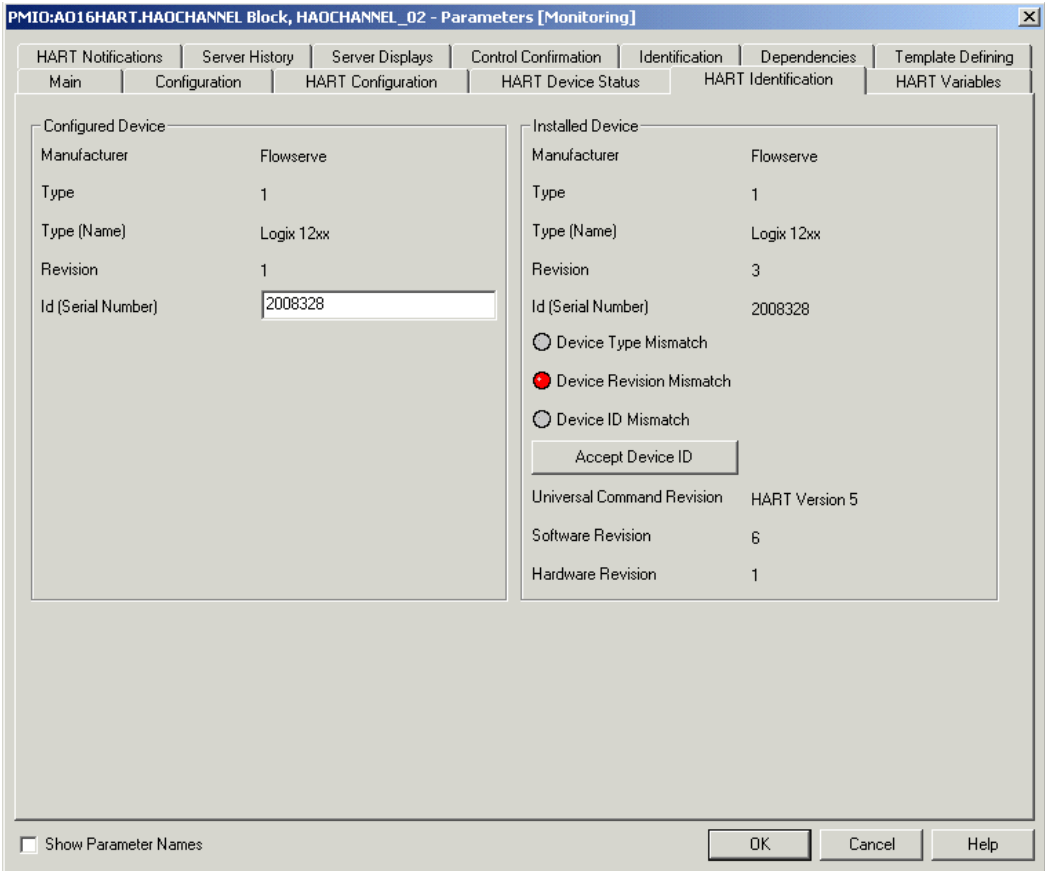 PMIO:AO16HART.HAOCHANNEL Block, HAOCHANNEL_02 - Parameters [Monitoring]
HART Notifications Server History Server Displays Control Confirmation Identification Dependencies Template Defining
Main Configuration HART Configuration HART Device Status HART Identification HART Variables
Configured Device
Manufacturer Flowserve
Type 1
Type (Name) Logix 12xx
Revision 1
Id (Serial Number) 2008328
Installed Device
Manufacturer Flowserve
Type 1
Type (Name) Logix 12xx
Revision 3
Id (Serial Number) 2008328
Device Type Mismatch
Device Revision Mismatch
Device ID Mismatch
Accept Device ID
Universal Command Revision HART Version 5
Software Revision 6
Hardware Revision 1
Show Parameter Names
OK Cancel Help